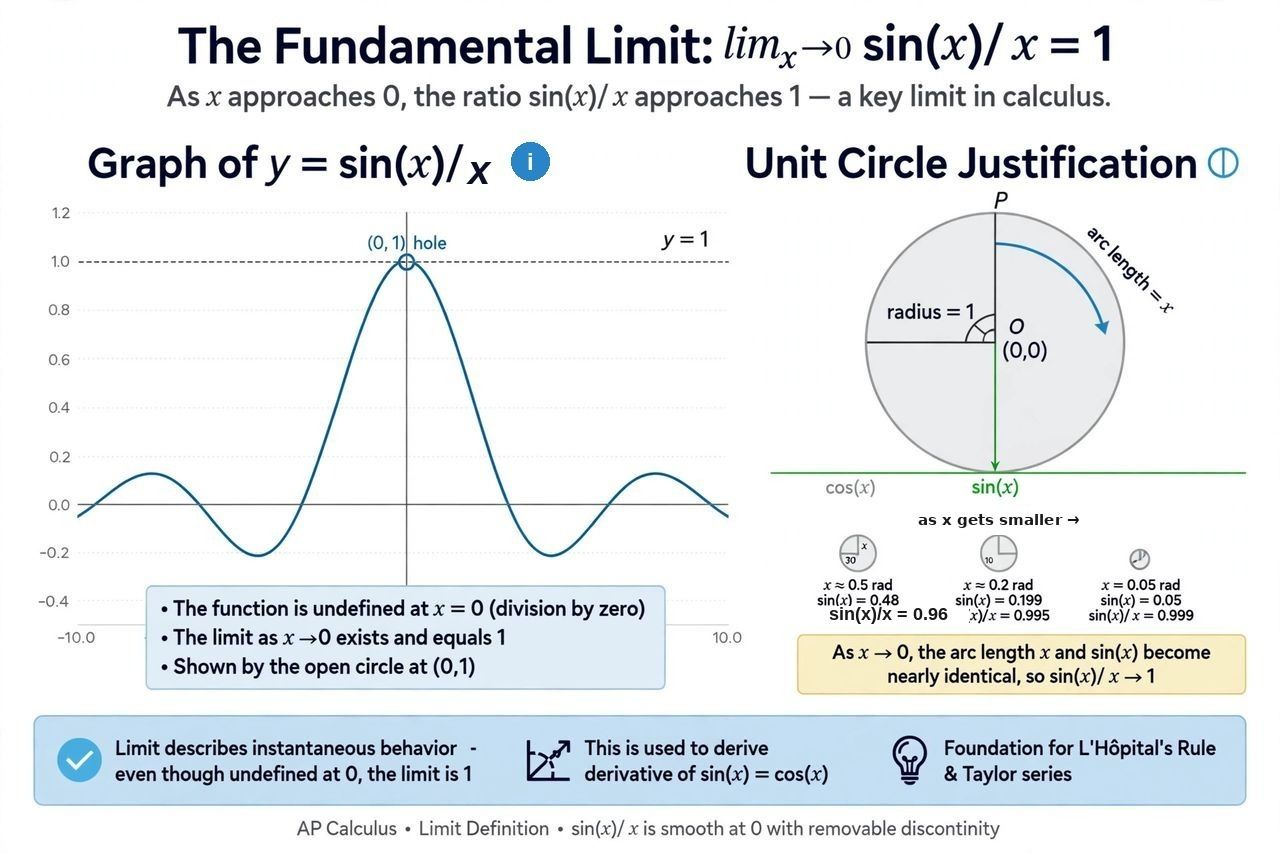 The Fundamental Limit: limₓ→0 sin(x)/ x = 1
As x approaches 0, the ratio sin(x)/ x approaches 1 — a key limit in calculus.
Graph of y = sin(x)/x i
1.2
1.0
0.8
0.6
0.4
0.2
0.0
−0.2
−0.4
−10.0
10.0
(0, 1) hole
y = 1
• The function is undefined at x = 0 (division by zero)
• The limit as x →0 exists and equals 1
• Shown by the open circle at (0,1)
Unit Circle Justification
P
arc length = x
radius = 1
O
(0,0)
cos(x)
sin(x)
as x gets smaller →
x
30
10
x ≈ 0.5 rad
sin(x) = 0.48
sin(x)/x = 0.96
x ≈ 0.2 rad
sin(x) = 0.199
x)/x = 0.995
x = 0.05 rad
sin(x) = 0.05
sin(x)/ x = 0.999
As x → 0, the arc length x and sin(x) become
nearly identical, so sin(x)/ x → 1
Limit describes instantaneous behavior -
even though undefined at 0, the limit is 1
This is used to derive
derivative of sin(x) = cos(x)
Foundation for L'Hôpital's Rule
& Taylor series
AP Calculus • Limit Definition • sin(x)/ x is smooth at 0 with removable discontinuity